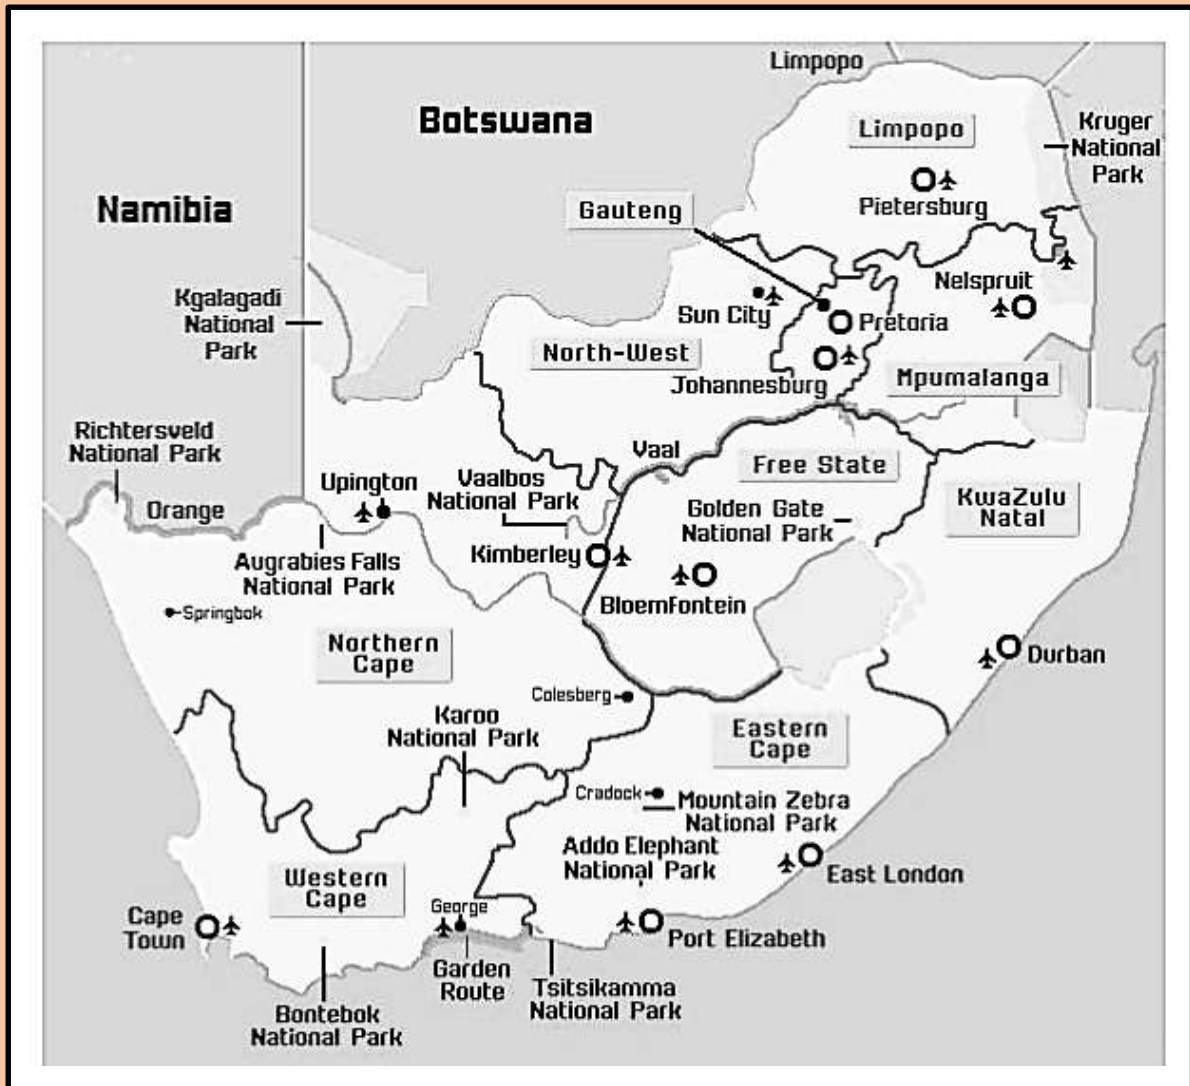 Limpopo
Botswana
Limpopo
Kruger
National
Park
Namibia
Gauteng
Pietersburg
Nelspruit
Kgalagadi
National
Park
Sun City
Pretoria
North-West
Johannesburg
Mpumalanga
Richtersveld
National Park
Vaal
Free State
Upington
Vaalbos
National Park
KwaZulu
Natal
Orange
Golden Gate
National Park
Augrabies Falls
National Park
Kimberley
Bloemfontein
Springbok
Northern
Cape
Durban
Colesberg
Karoo
National Park
Eastern
Cape
Cradock
Mountain Zebra
National Park
Addo Elephant
National Park
Western
Cape
East London
George
Cape
Town
Port Elizabeth
Garden
Route
Tsitsikamma
National Park
Bontebok
National Park